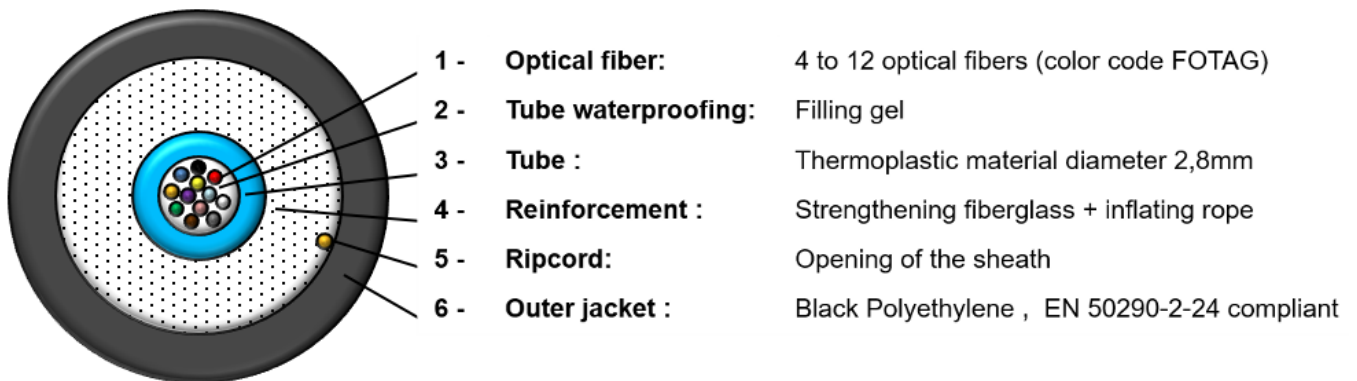 1 - Optical fiber: 4 to 12 optical fibers (color code FOTAG)
2 - Tube waterproofing: Filling gel
3 - Tube : Thermoplastic material diameter 2,8mm
4 - Reinforcement : Strengthening fiberglass + inflating rope
5 - Ripcord: Opening of the sheath
6 - Outer jacket : Black Polyethylene , EN 50290-2-24 compliant